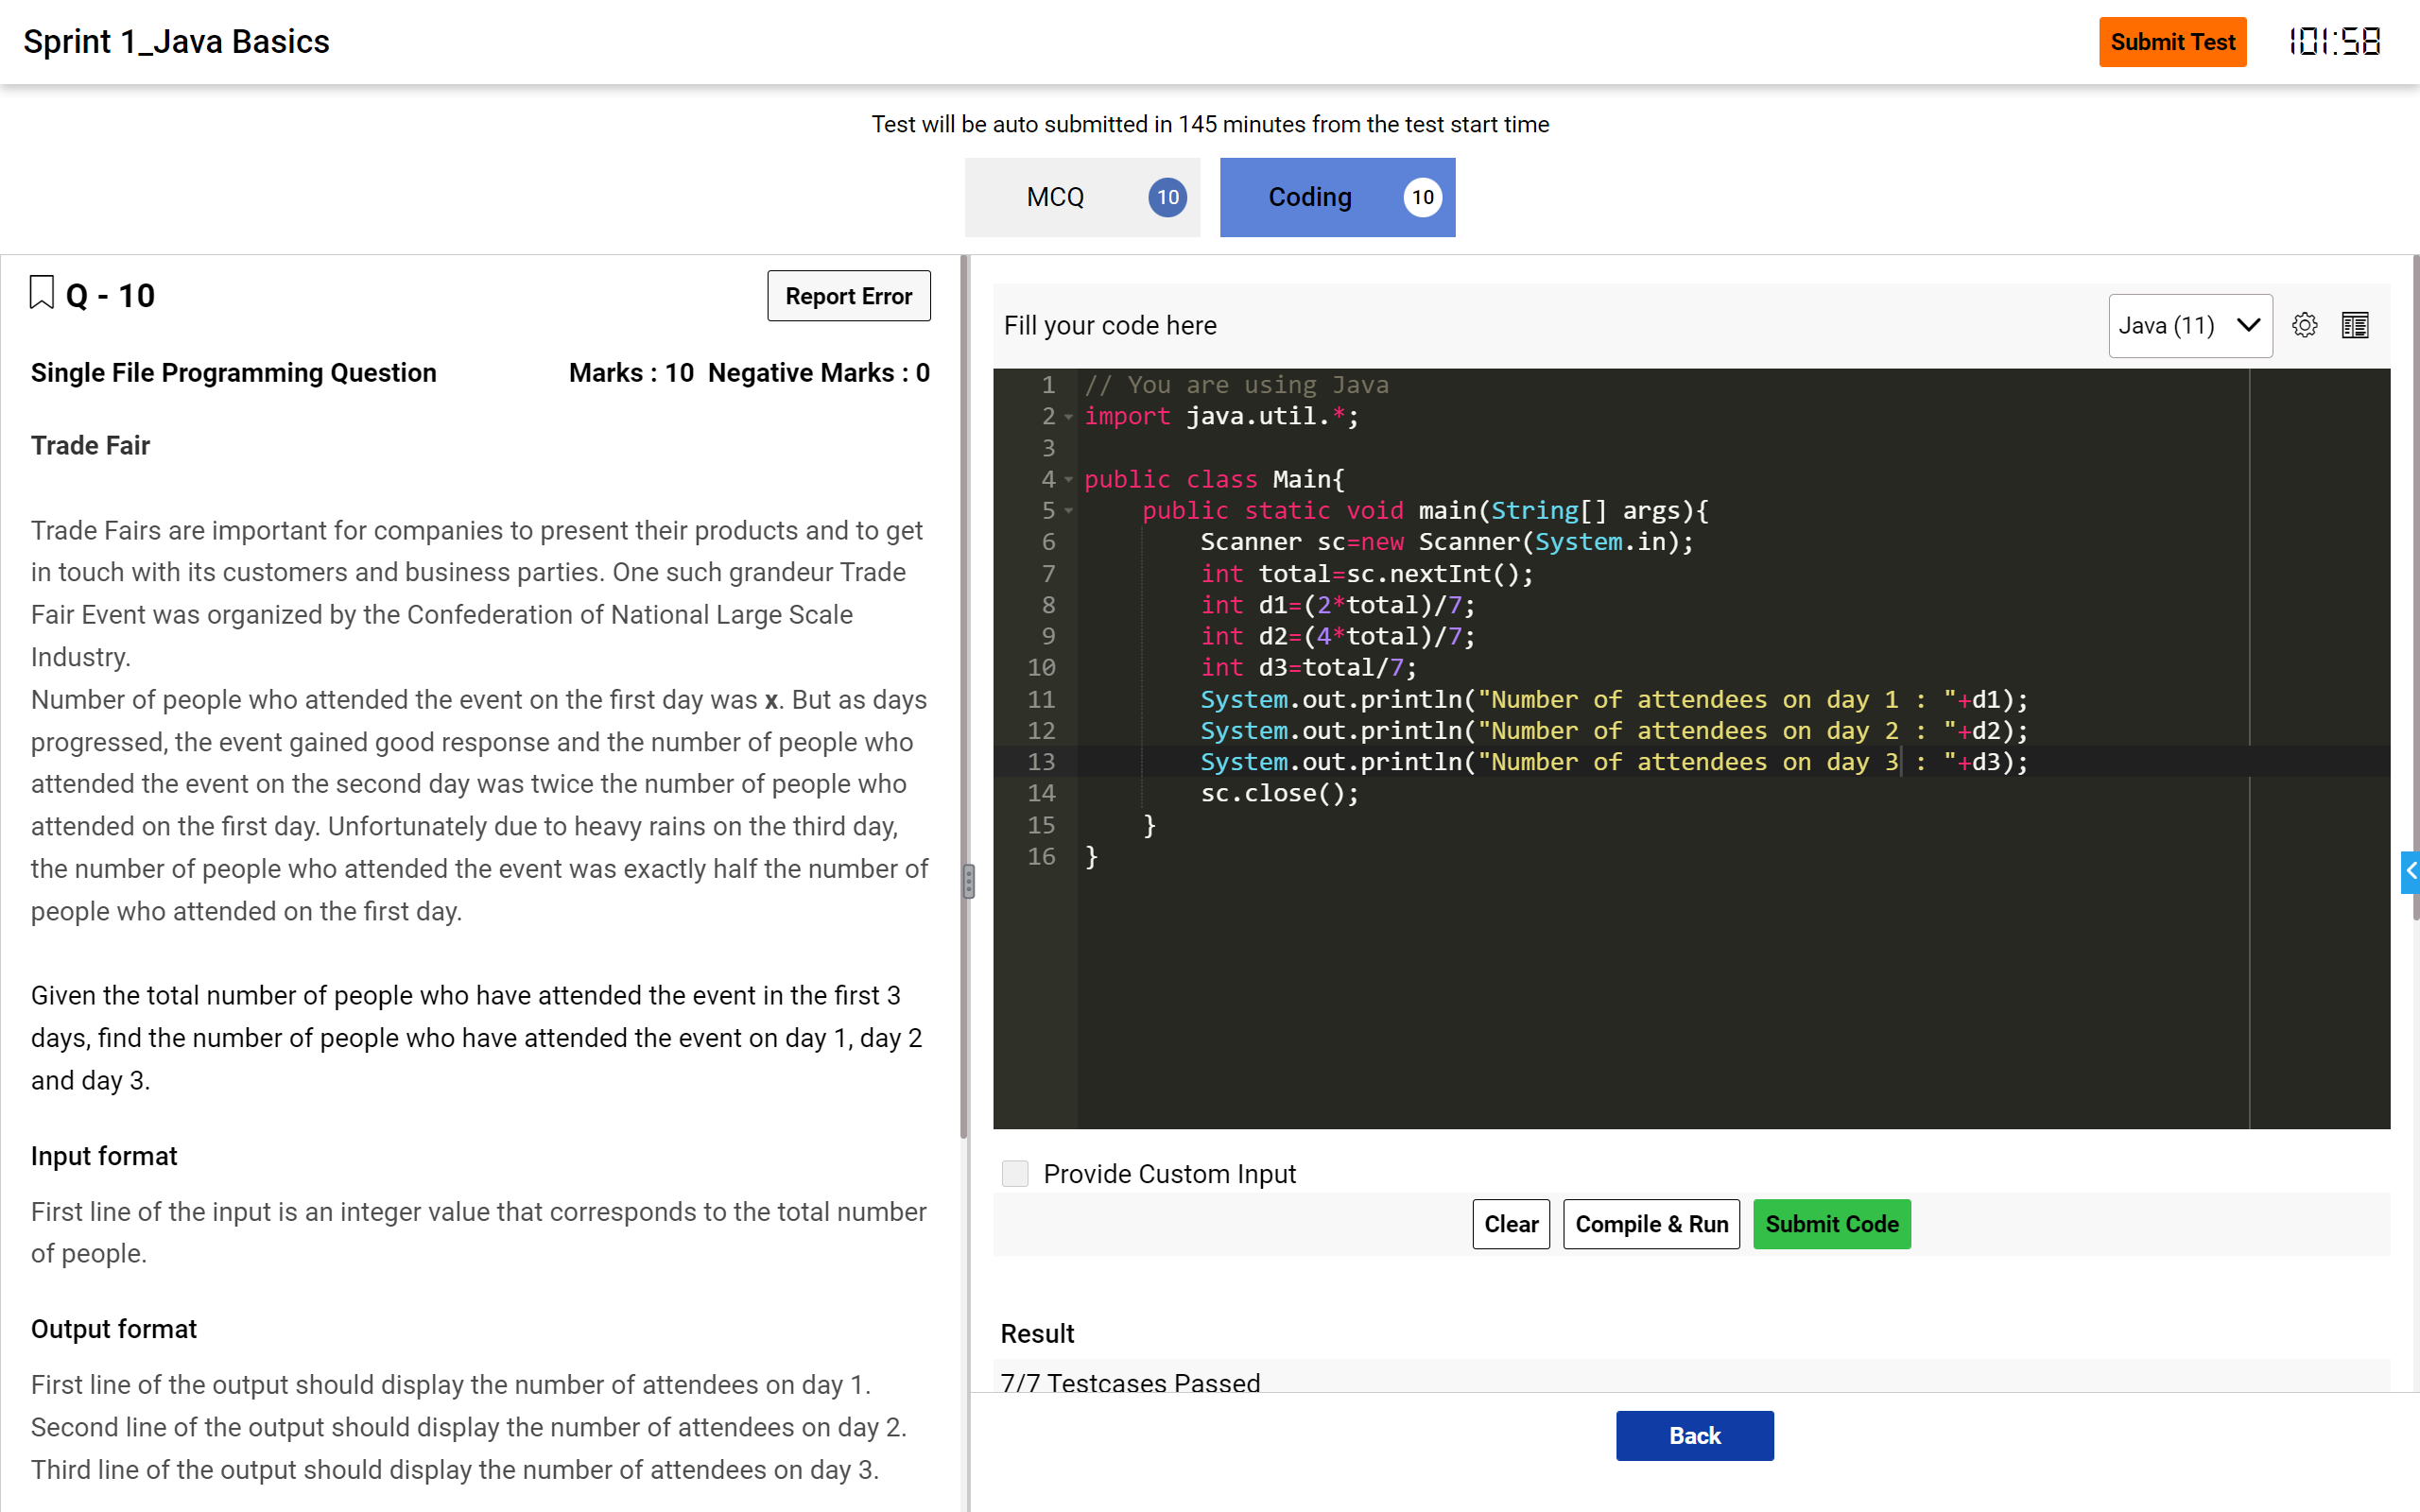 Sprint 1_Java Basics
Submit Test
101:58
Test will be auto submitted in 145 minutes from the test start time
MCQ 10
Coding 10
Q - 10
Report Error
Single File Programming Question
Marks : 10 Negative Marks : 0
Trade Fair
Trade Fairs are important for companies to present their products and to get
in touch with its customers and business parties. One such grandeur Trade
Fair Event was organized by the Confederation of National Large Scale
Industry.
Number of people who attended the event on the first day was x. But as days
progressed, the event gained good response and the number of people who
attended the event on the second day was twice the number of people who
attended on the first day. Unfortunately due to heavy rains on the third day,
the number of people who attended the event was exactly half the number of
people who attended on the first day.
Given the total number of people who have attended the event in the first 3
days, find the number of people who have attended the event on day 1, day 2
and day 3.
Input format
First line of the input is an integer value that corresponds to the total number
of people.
Output format
First line of the output should display the number of attendees on day 1.
Second line of the output should display the number of attendees on day 2.
Third line of the output should display the number of attendees on day 3.
Fill your code here
Java (11)
1 // You are using Java
2 import java.util.*;
3
4 public class Main{
5 public static void main(String[] args){
6 Scanner sc=new Scanner(System.in);
7 int total=sc.nextInt();
8 int d1=(2*total)/7;
9 int d2=(4*total)/7;
10 int d3=total/7;
11 System.out.println("Number of attendees on day 1 : "+d1);
12 System.out.println("Number of attendees on day 2 : "+d2);
13 System.out.println("Number of attendees on day 3 : "+d3);
14 sc.close();
15 }
16 }
Provide Custom Input
Clear
Compile & Run
Submit Code
Result
7/7 Testcases Passed
Back